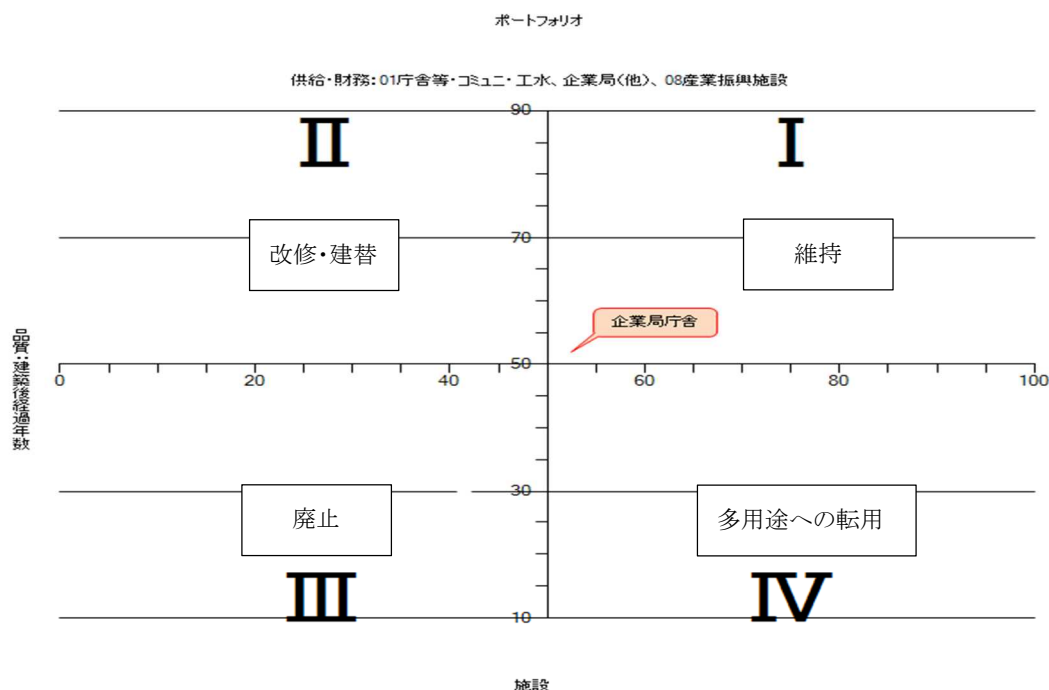 ポートフォリオ
供給・財務：01庁舎等・コミュニ・工水、企業局(他)、08産業振興施設
90
Ⅱ
Ⅰ
70
改修・建替
維持
企業局庁舎
50
0
20
40
60
80
100
品質：建築後経過年数
30
廃止
多用途への転用
Ⅲ
Ⅳ
10
施設